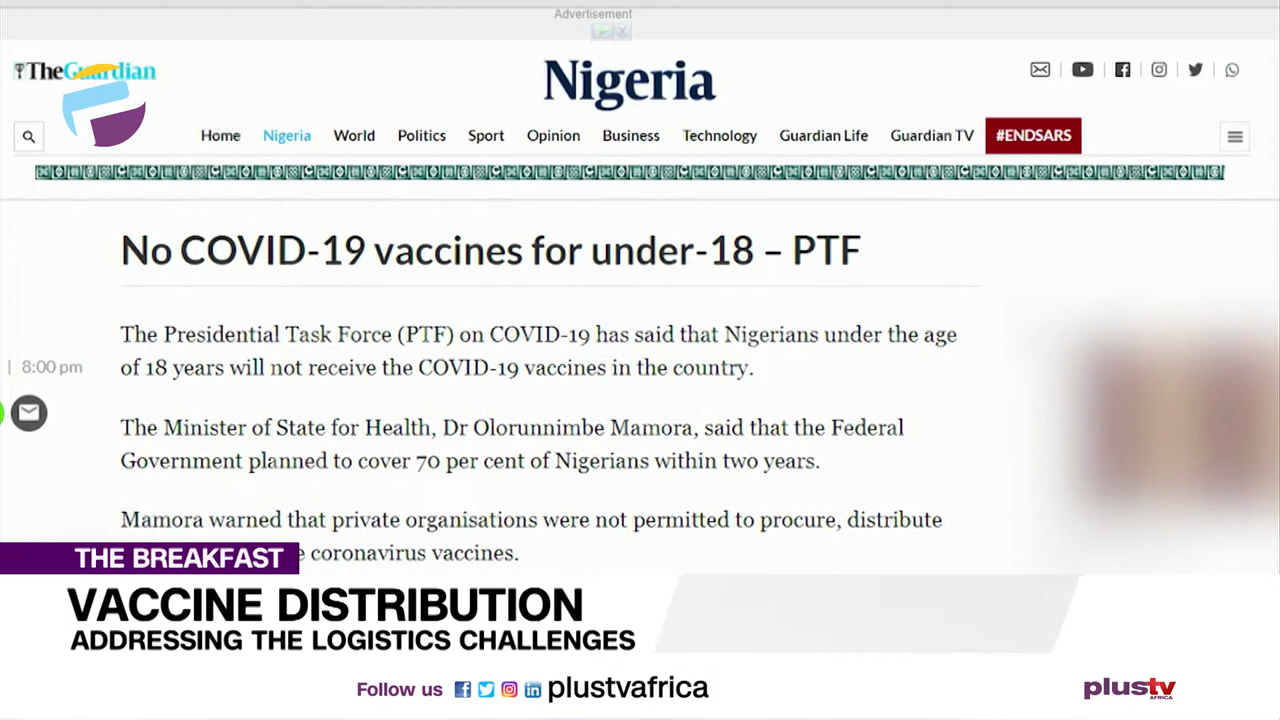 Advertisement
TheGuardian
Nigeria
Home Nigeria World Politics Sport Opinion Business Technology Guardian Life Guardian TV #ENDSARS
No COVID-19 vaccines for under-18 – PTF
The Presidential Task Force (PTF) on COVID-19 has said that Nigerians under the age
of 18 years will not receive the COVID-19 vaccines in the country.
| 8:00 pm
The Minister of State for Health, Dr Olorunnimbe Mamora, said that the Federal
Government planned to cover 70 per cent of Nigerians within two years.
Mamora warned that private organisations were not permitted to procure, distribute
e coronavirus vaccines.
THE BREAKFAST
VACCINE DISTRIBUTION
ADDRESSING THE LOGISTICS CHALLENGES
Follow us plustvafrica
plustv
AFRICA